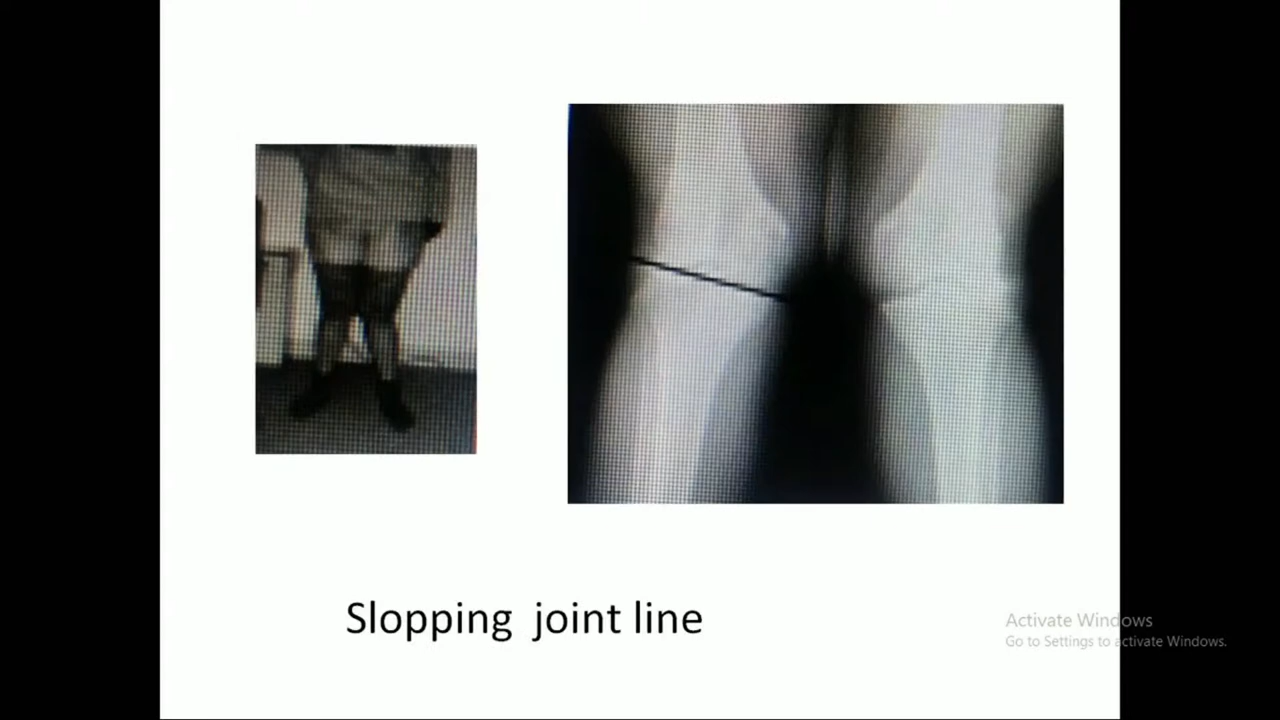 Slopping joint line
Activate Windows
Go to Settings to activate Windows.